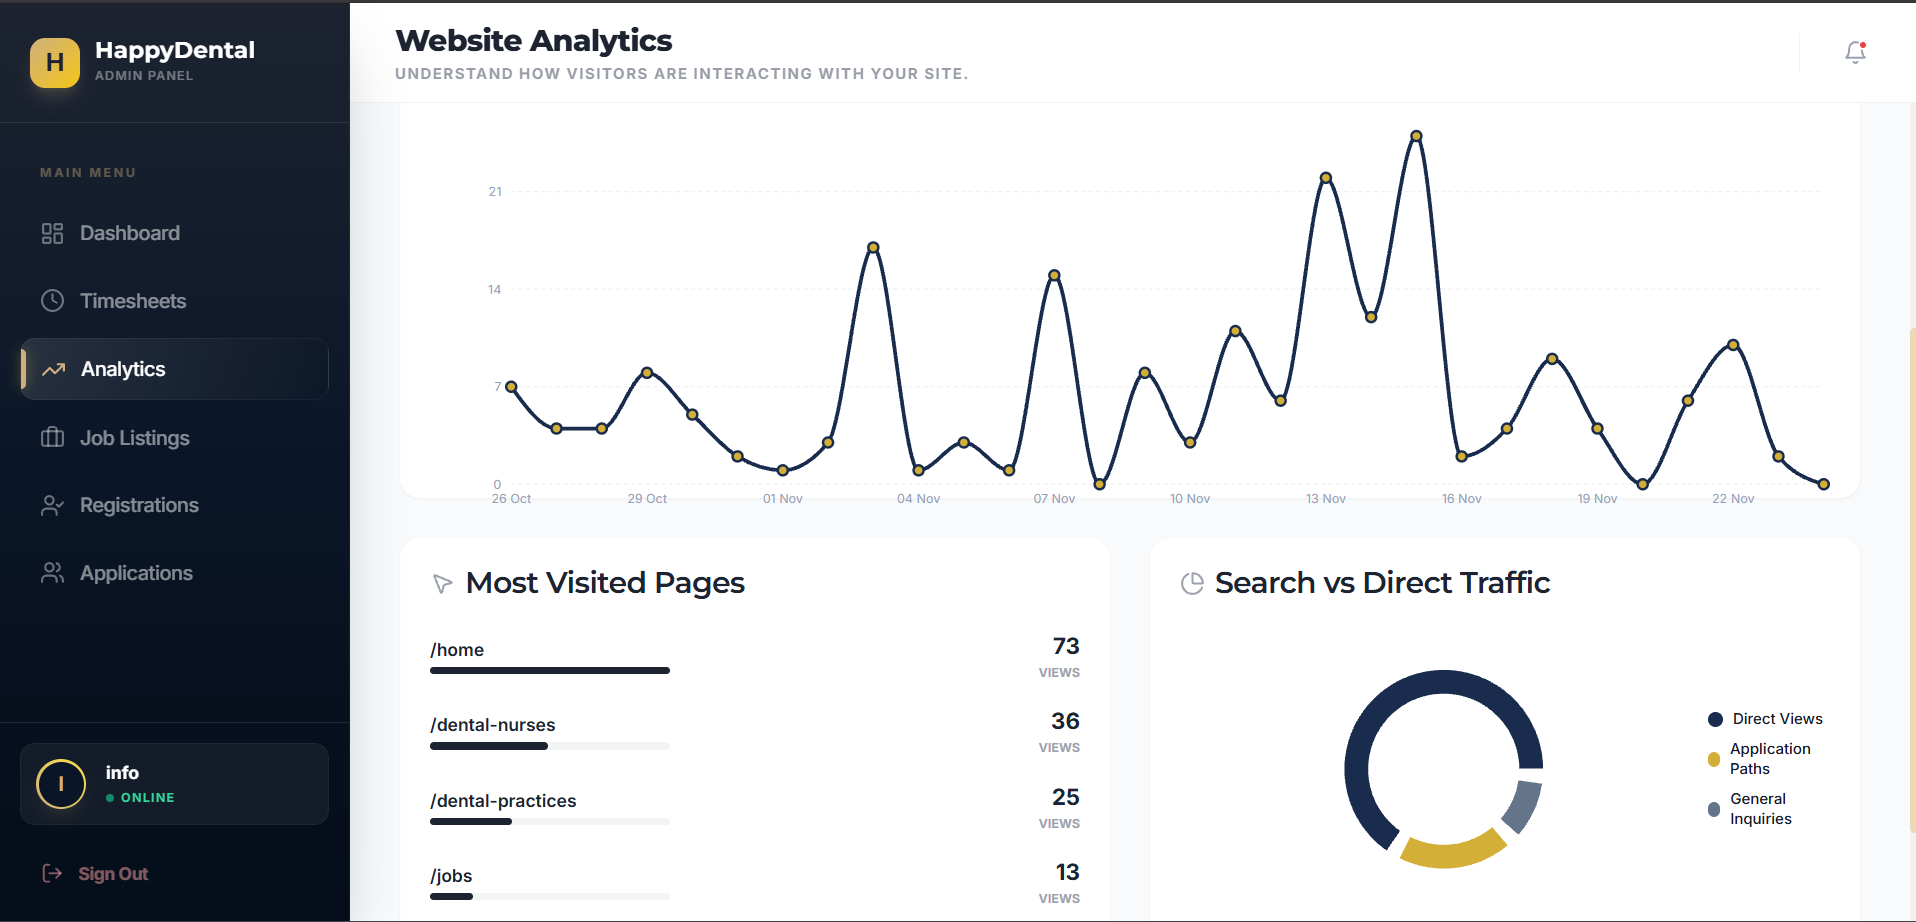 H
HappyDental
ADMIN PANEL
MAIN MENU
Dashboard
Timesheets
Analytics
Job Listings
Registrations
Applications
I
info
ONLINE
Sign Out
Website Analytics
UNDERSTAND HOW VISITORS ARE INTERACTING WITH YOUR SITE.
21
14
7
0
26 Oct 29 Oct 01 Nov 04 Nov 07 Nov 10 Nov 13 Nov 16 Nov 19 Nov 22 Nov
Most Visited Pages
/home
73
VIEWS
/dental-nurses
36
VIEWS
/dental-practices
25
VIEWS
/jobs
13
VIEWS
Search vs Direct Traffic
Direct Views
Application
Paths
General
Inquiries